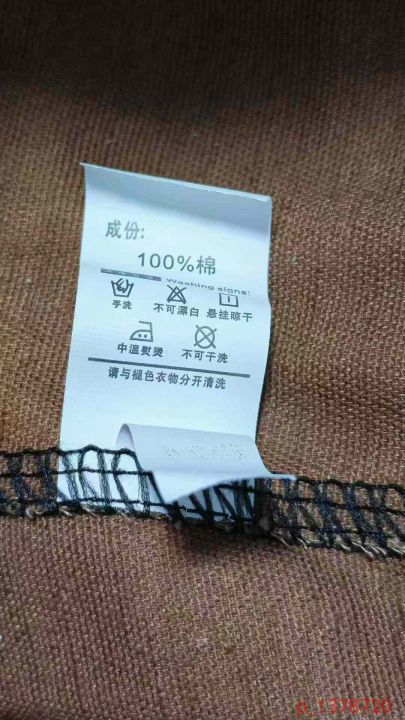 成份:
100%棉
Washing signs:
手洗 不可漂白 悬挂晾干
中温熨烫 不可干洗
请与褪色衣物分开清洗
p.1378720